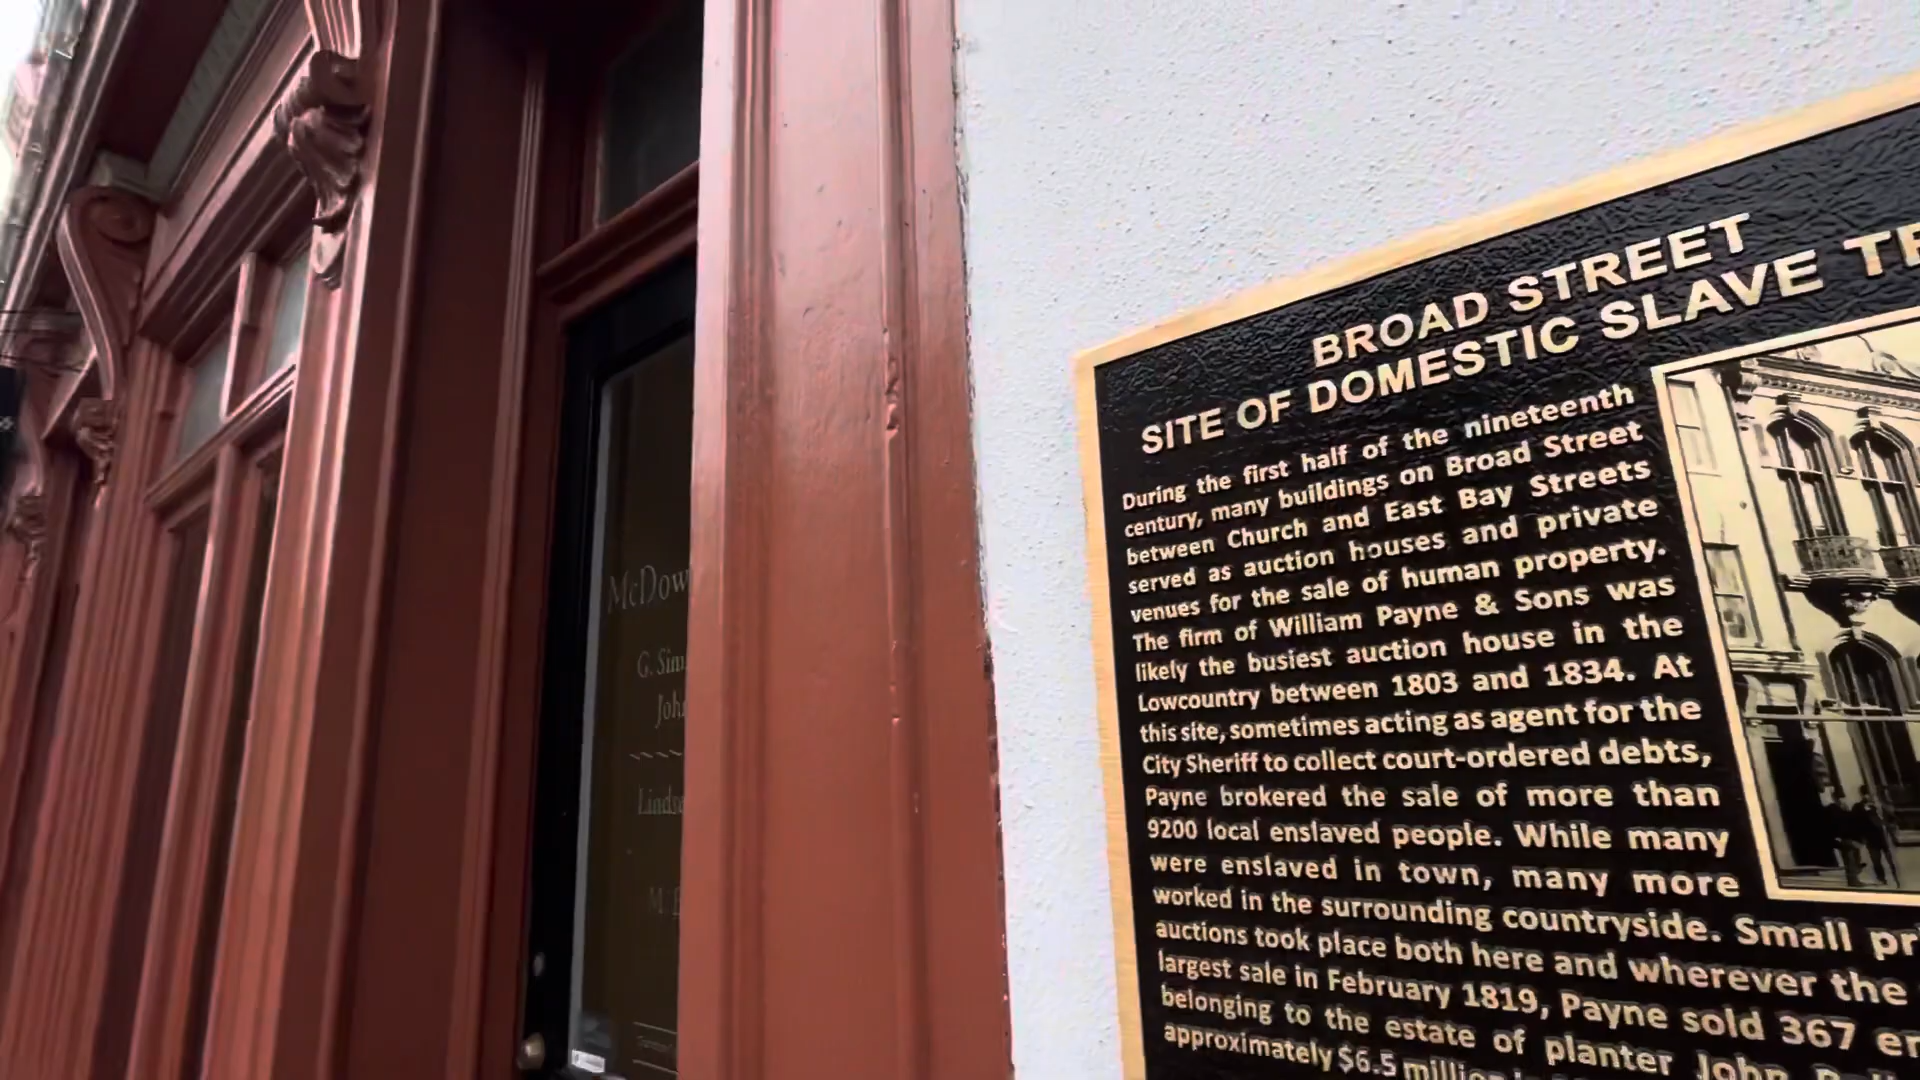 McDow
G. Sim
Joh
Lindse
M. E
BROAD STREET
SITE OF DOMESTIC SLAVE TR
During the first half of the nineteenth
century, many buildings on Broad Street
between Church and East Bay Streets
served as auction houses and private
venues for the sale of human property.
The firm of William Payne & Sons was
likely the busiest auction house in the
Lowcountry between 1803 and 1834. At
this site, sometimes acting as agent for the
City Sheriff to collect court-ordered debts,
Payne brokered the sale of more than
9200 local enslaved people. While many
were enslaved in town, many more
worked in the surrounding countryside. Small pr
auctions took place both here and wherever the
largest sale in February 1819, Payne sold 367 en
belonging to the estate of planter John
approximately $6.5 million